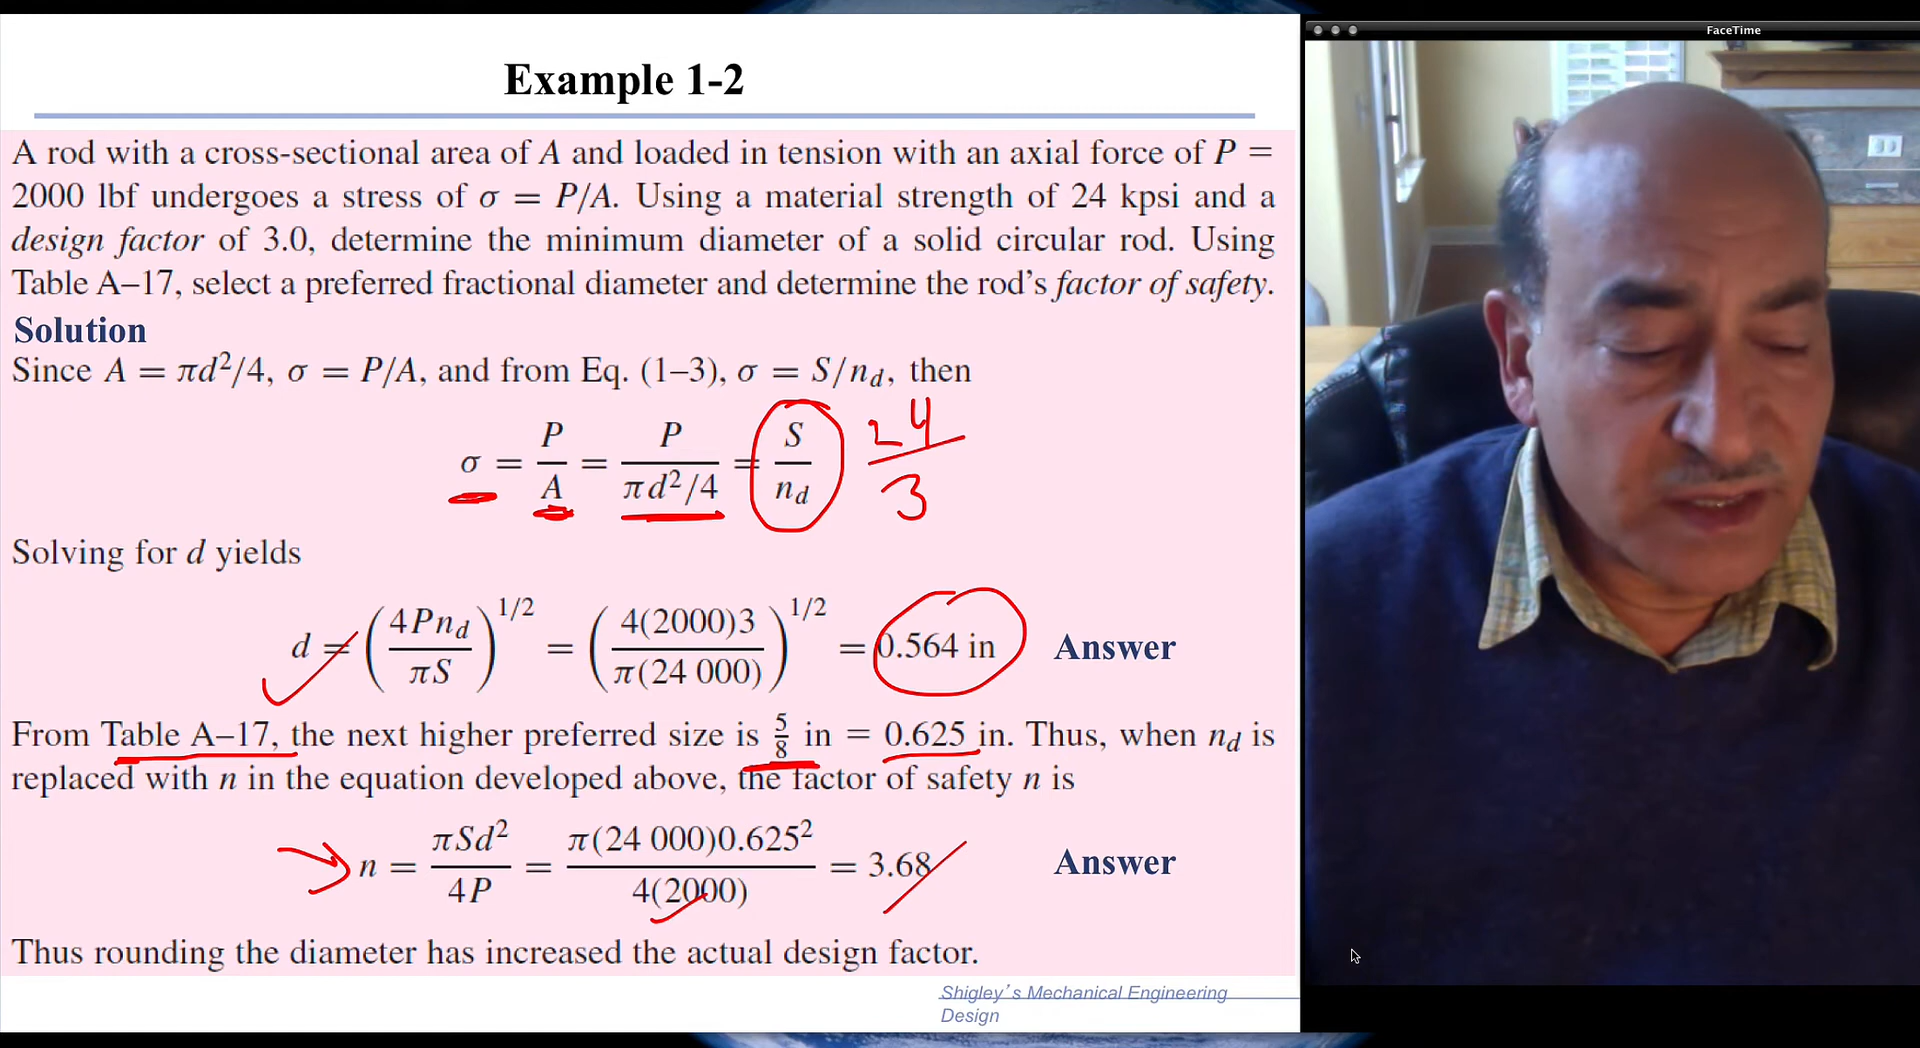 FaceTime
Example 1-2
A rod with a cross-sectional area of A and loaded in tension with an axial force of P =
2000 lbf undergoes a stress of σ = P/A. Using a material strength of 24 kpsi and a
design factor of 3.0, determine the minimum diameter of a solid circular rod. Using
Table A–17, select a preferred fractional diameter and determine the rod's factor of safety.
Solution
Since A = πd²/4, σ = P/A, and from Eq. (1–3), σ = S/n_d, then
σ = P/A = P/(πd²/4) = S/n_d 24/3
Solving for d yields
d = (4Pn_d/πS)^1/2 = (4(2000)3/π(24 000))^1/2 = 0.564 in Answer
From Table A–17, the next higher preferred size is 5/8 in = 0.625 in. Thus, when n_d is
replaced with n in the equation developed above, the factor of safety n is
n = πSd²/4P = π(24 000)0.625²/4(2000) = 3.68 Answer
Thus rounding the diameter has increased the actual design factor.
Shigley's Mechanical Engineering
Design